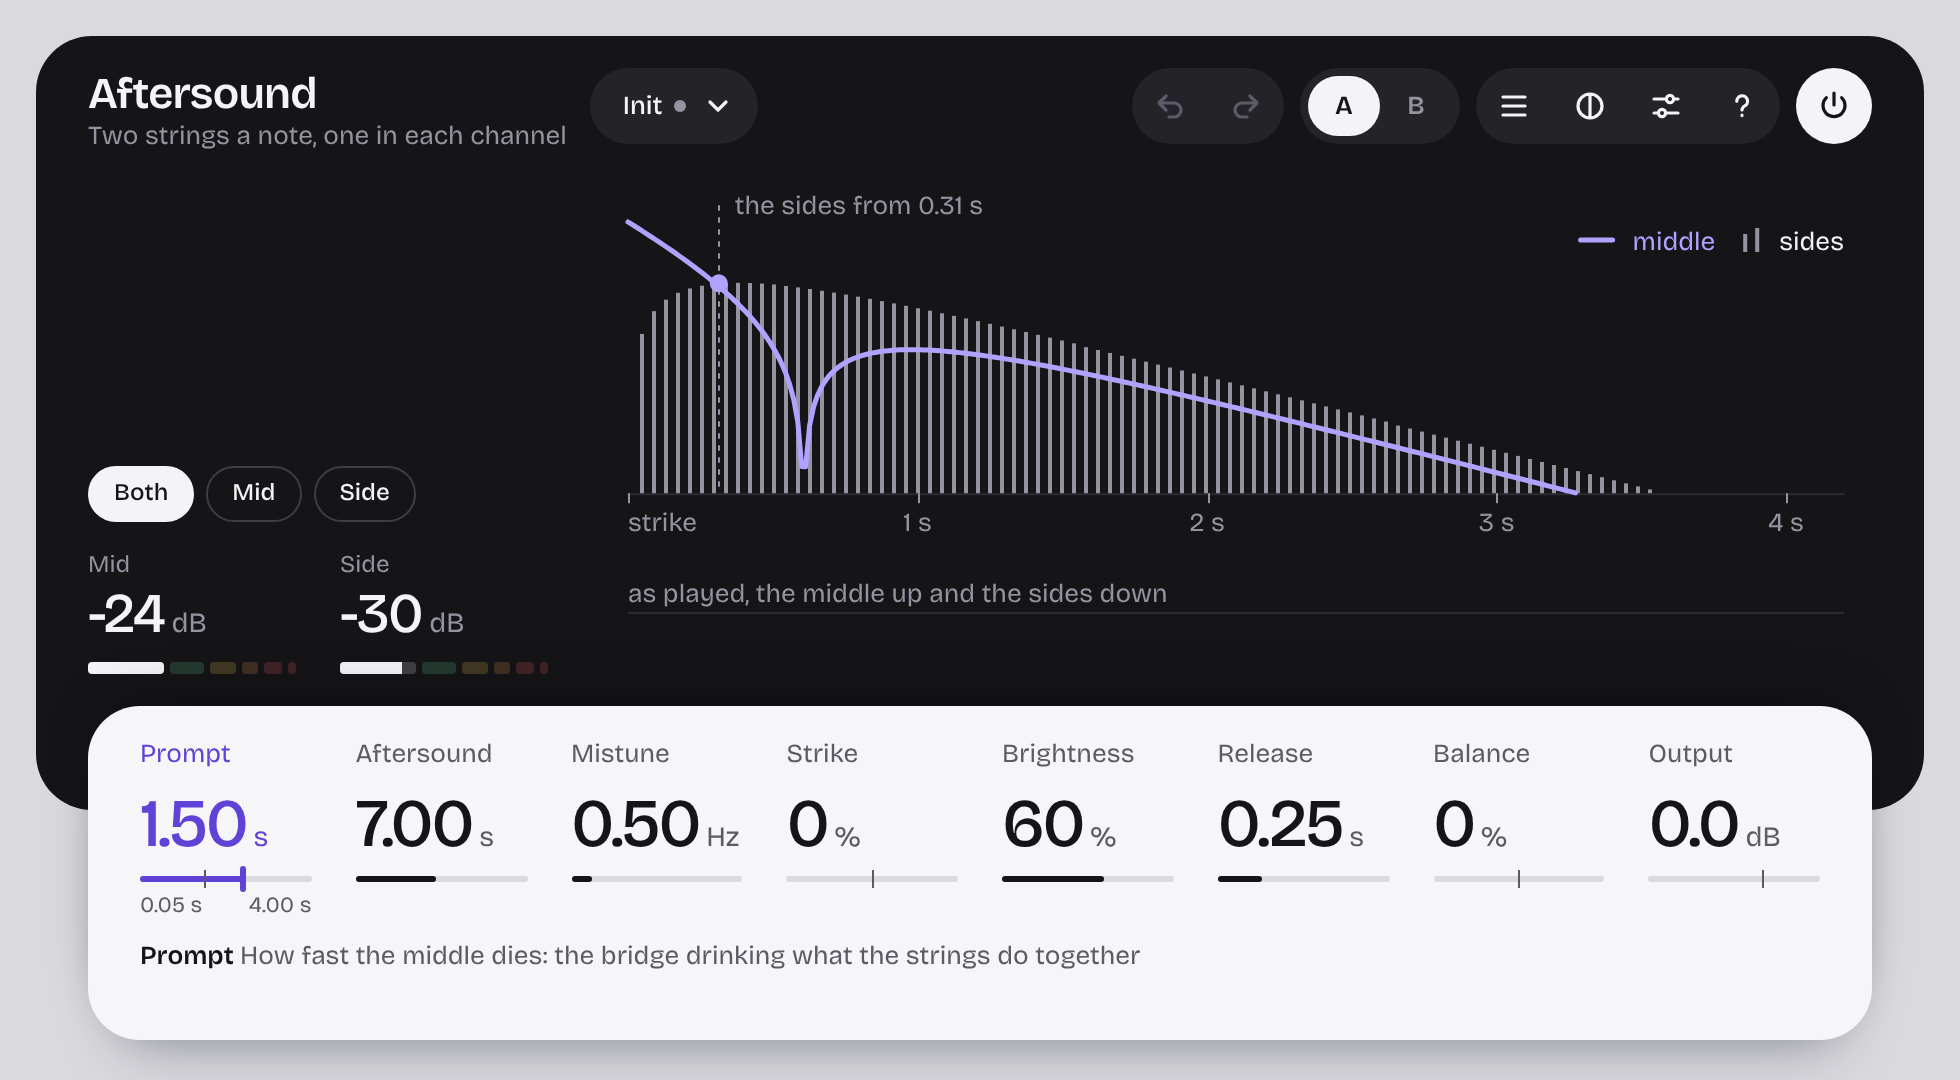 Aftersound
Two strings a note, one in each channel
Init
A B ?
the sides from 0.31 s
middle sides
Both Mid Side
strike 1 s 2 s 3 s 4 s
Mid Side
-24 dB -30 dB
as played, the middle up and the sides down
Prompt Aftersound Mistune Strike Brightness Release Balance Output
1.50 s 7.00 s 0.50 Hz 0 % 60 % 0.25 s 0 % 0.0 dB
0.05 s 4.00 s
Prompt How fast the middle dies: the bridge drinking what the strings do together